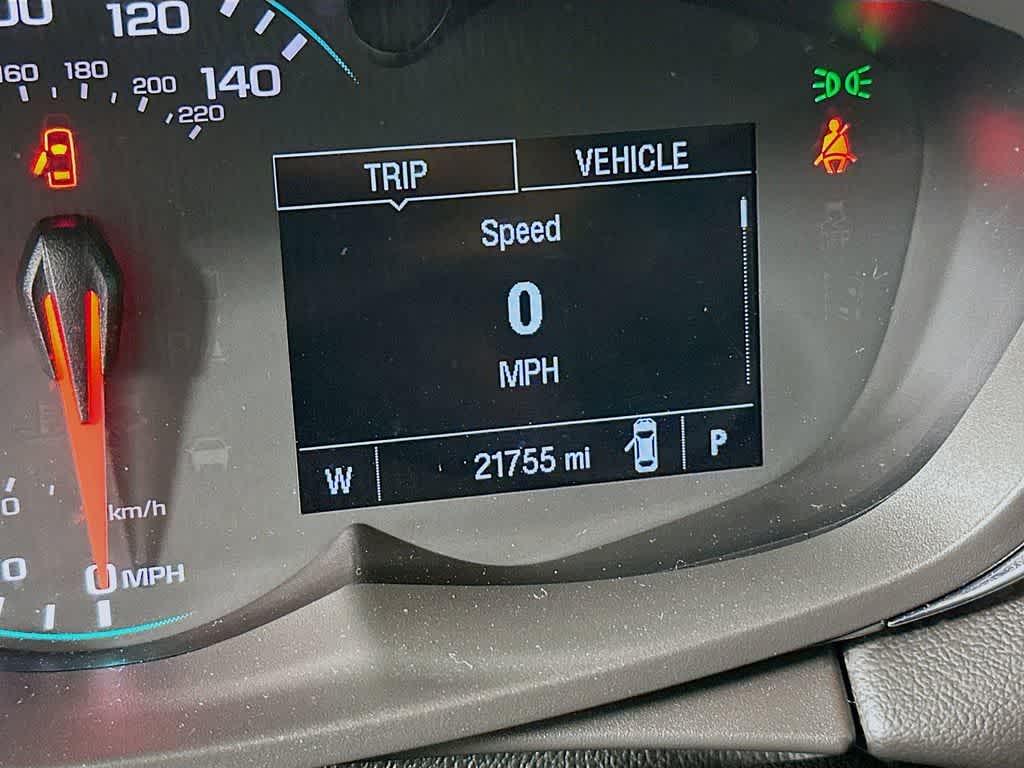 120
160 180 200 140
220
TRIP VEHICLE
Speed
0
MPH
W 21755 mi P
km/h
0 MPH